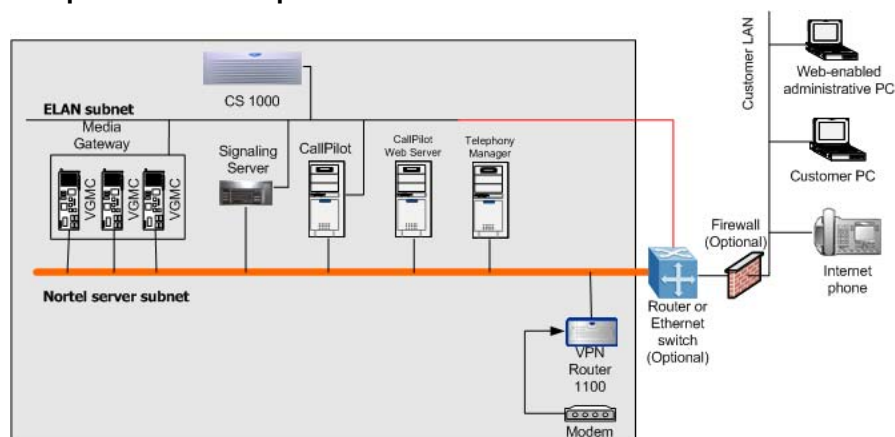 CS 1000
ELAN subnet
Media
Gateway
VGMC
VGMC
VGMC
Signaling
Server
CallPilot
CallPilot
Web Server
Telephony
Manager
Nortel server subnet
VPN
Router
1100
Modem
Router or
Ethernet
switch
(Optional)
Firewall
(Optional)
Customer LAN
Web-enabled
administrative PC
Customer PC
Internet
phone